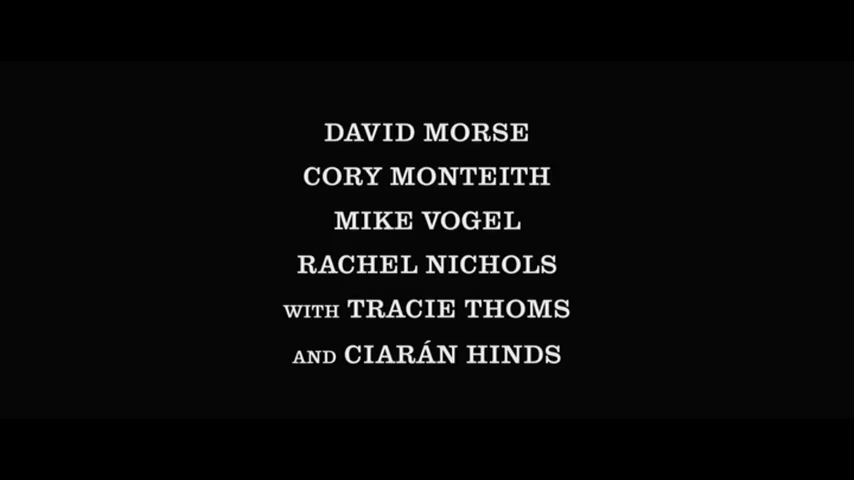 DAVID MORSE
CORY MONTEITH
MIKE VOGEL
RACHEL NICHOLS
WITH TRACIE THOMS
AND CIARÁN HINDS